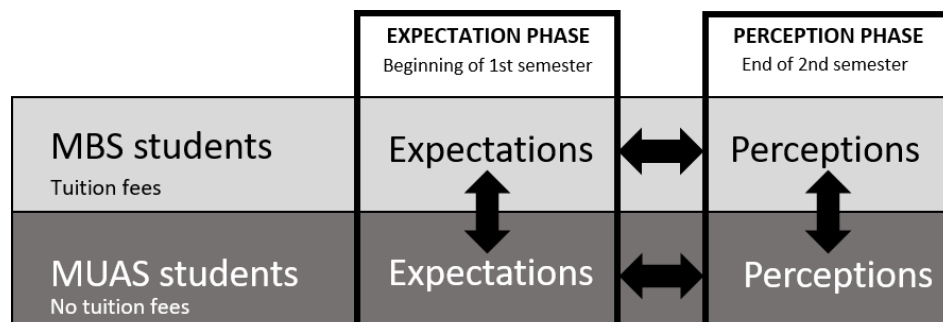 EXPECTATION PHASE
Beginning of 1st semester
PERCEPTION PHASE
End of 2nd semester
MBS students
Tuition fees
Expectations
Perceptions
MUAS students
No tuition fees
Expectations
Perceptions